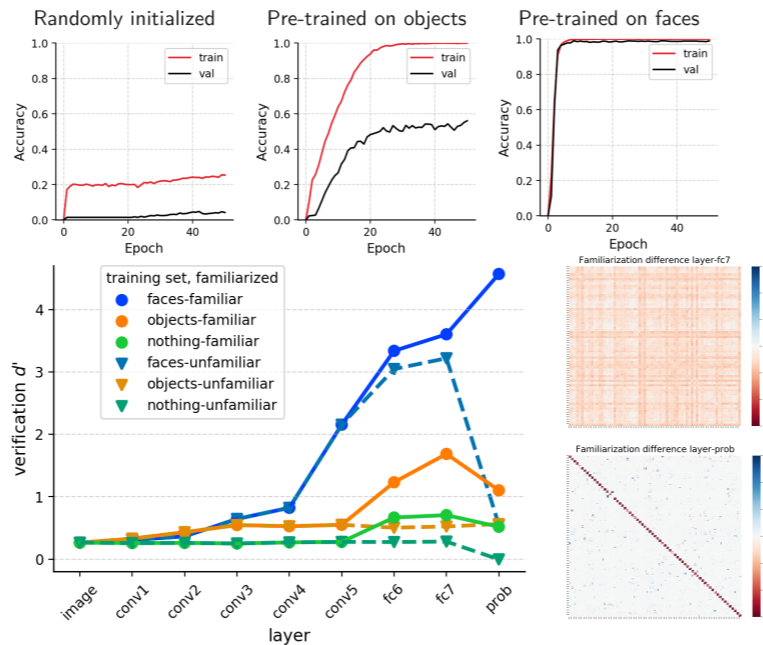 Randomly initialized
Pre-trained on objects
Pre-trained on faces
1.0
0.8
0.6
0.4
0.2
0.0
Accuracy
train
val
0
20
40
Epoch
1.0
0.8
0.6
0.4
0.2
0.0
Accuracy
train
val
0
20
40
Epoch
1.0
0.8
0.6
0.4
0.2
0.0
Accuracy
train
val
0
20
40
Epoch
training set, familiarized
faces-familiar
objects-familiar
nothing-familiar
faces-unfamiliar
objects-unfamiliar
nothing-unfamiliar
4
3
2
1
0
verification d'
image
conv1
conv2
conv3
conv4
conv5
fc6
fc7
prob
layer
Familiarization difference layer-fc7
Familiarization difference layer-prob